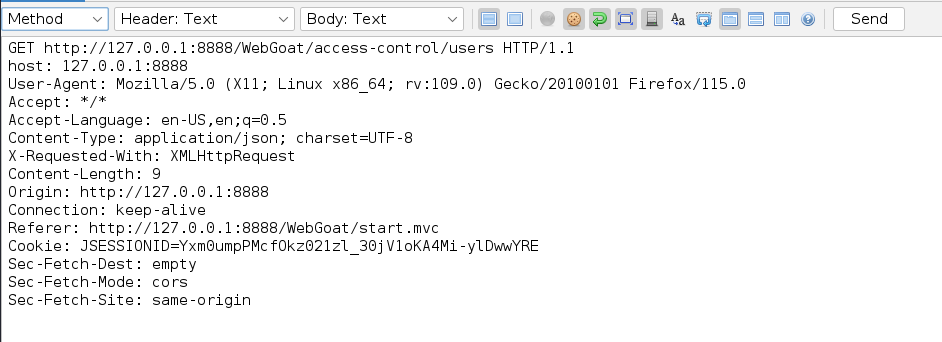 Method Header: Text Body: Text Send
GET http://127.0.0.1:8888/WebGoat/access-control/users HTTP/1.1
host: 127.0.0.1:8888
User-Agent: Mozilla/5.0 (X11; Linux x86_64; rv:109.0) Gecko/20100101 Firefox/115.0
Accept: */*
Accept-Language: en-US,en;q=0.5
Content-Type: application/json; charset=UTF-8
X-Requested-With: XMLHttpRequest
Content-Length: 9
Origin: http://127.0.0.1:8888
Connection: keep-alive
Referer: http://127.0.0.1:8888/WebGoat/start.mvc
Cookie: JSESSIONID=Yxm0umpPMcfOkz021zl_30jV1oKA4Mi-ylDwwYRE
Sec-Fetch-Dest: empty
Sec-Fetch-Mode: cors
Sec-Fetch-Site: same-origin